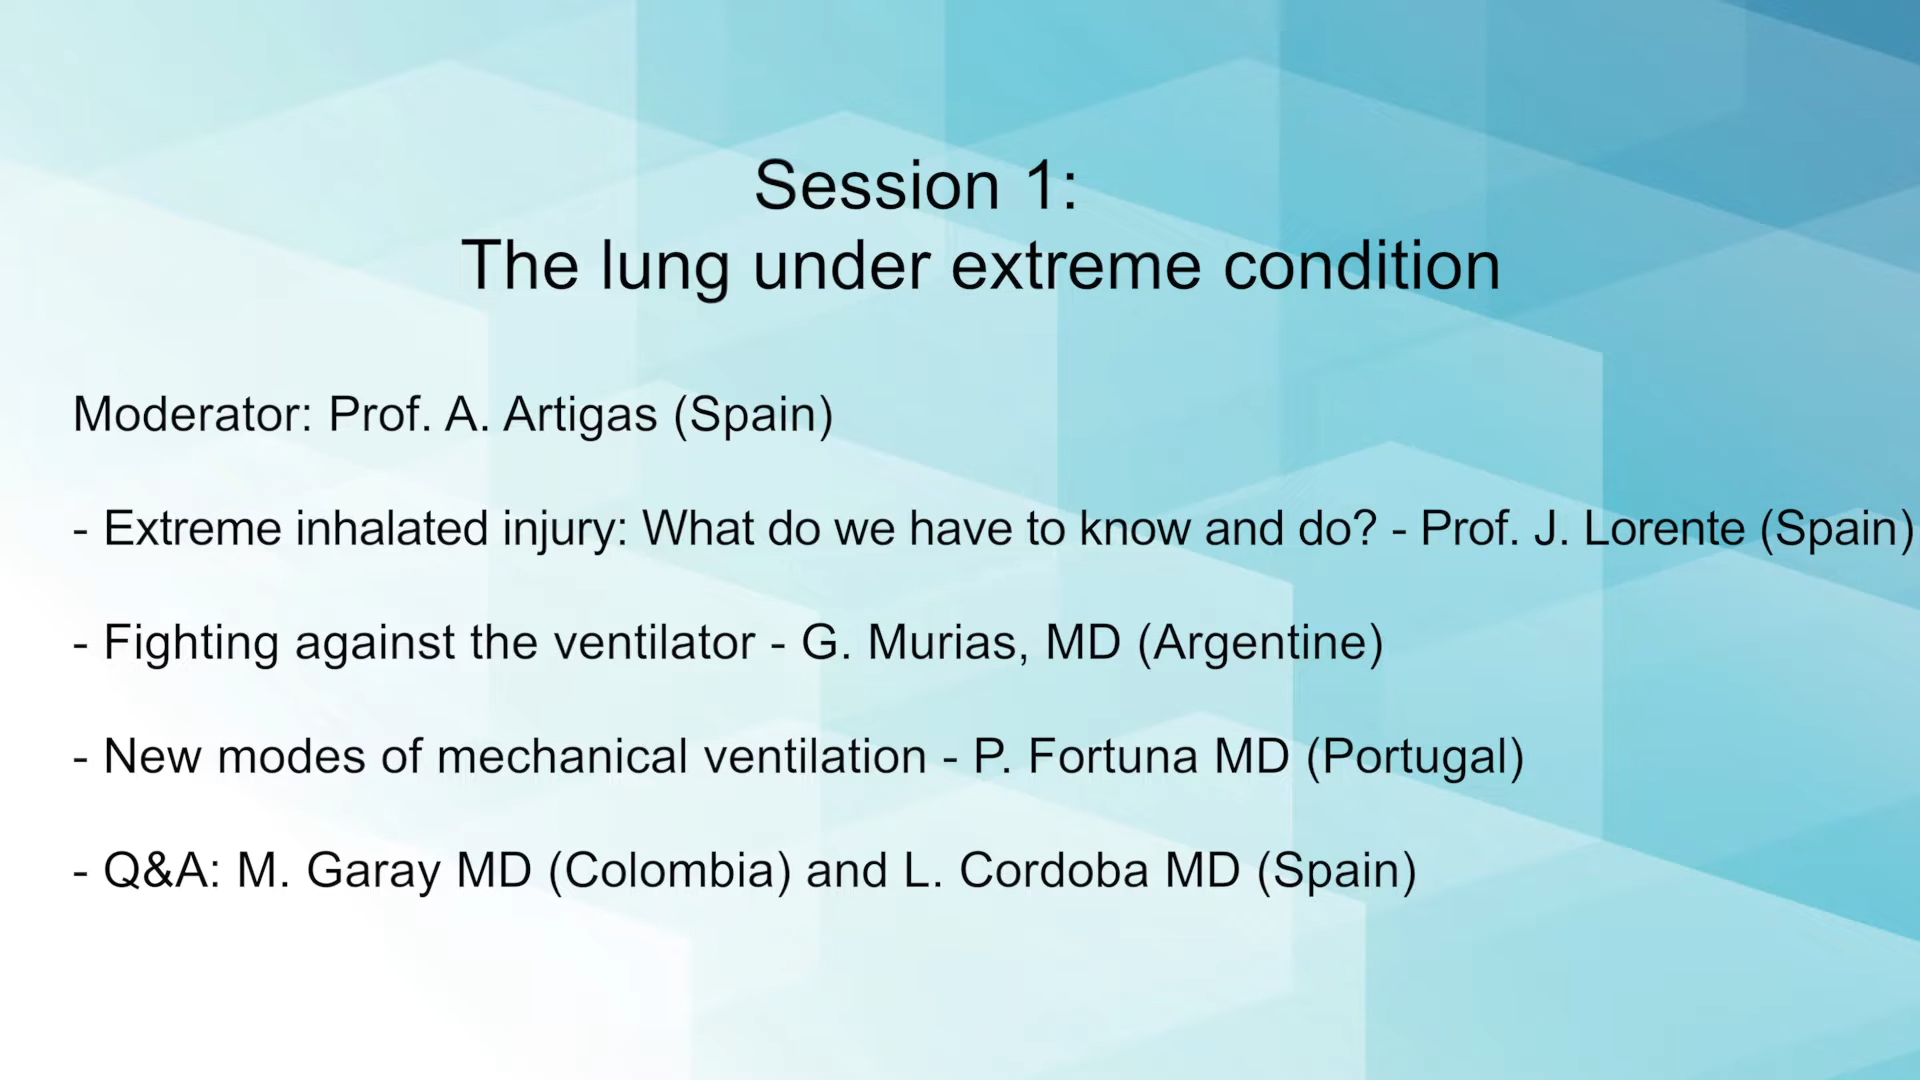 Session 1:
The lung under extreme condition
Moderator: Prof. A. Artigas (Spain)
- Extreme inhalated injury: What do we have to know and do? - Prof. J. Lorente (Spain)
- Fighting against the ventilator - G. Murias, MD (Argentine)
- New modes of mechanical ventilation - P. Fortuna MD (Portugal)
- Q&A: M. Garay MD (Colombia) and L. Cordoba MD (Spain)